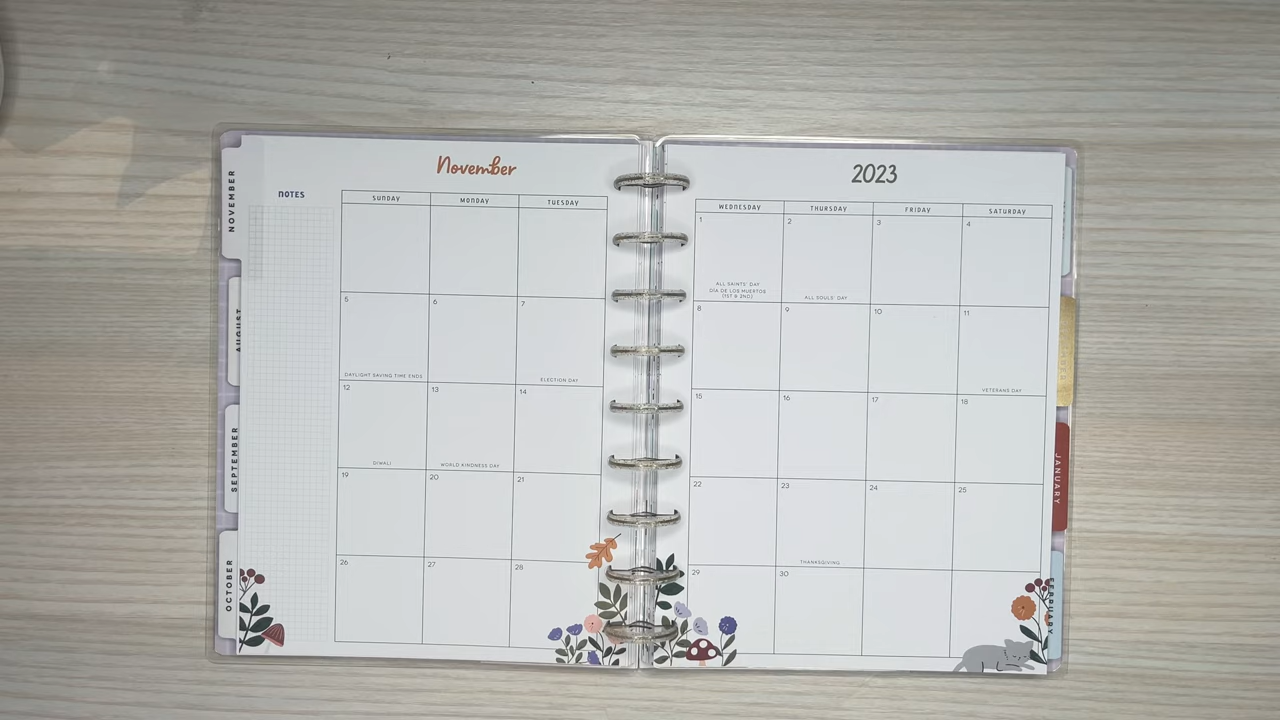 November
2023
NOTES
SUNDAY MONDAY TUESDAY WEDNESDAY THURSDAY FRIDAY SATURDAY
1 2 3 4
ALL SAINTS' DAY
DÍA DE LOS MUERTOS
(1ST & 2ND)
ALL SOULS' DAY
5 6 7 8 9 10 11
DAYLIGHT SAVING TIME ENDS
ELECTION DAY
VETERANS DAY
12 13 14 15 16 17 18
DIWALI
WORLD KINDNESS DAY
19 20 21 22 23 24 25
THANKSGIVING
26 27 28 29 30
NOVEMBER
AUGUST
SEPTEMBER
OCTOBER
JANUARY
FEBRUARY